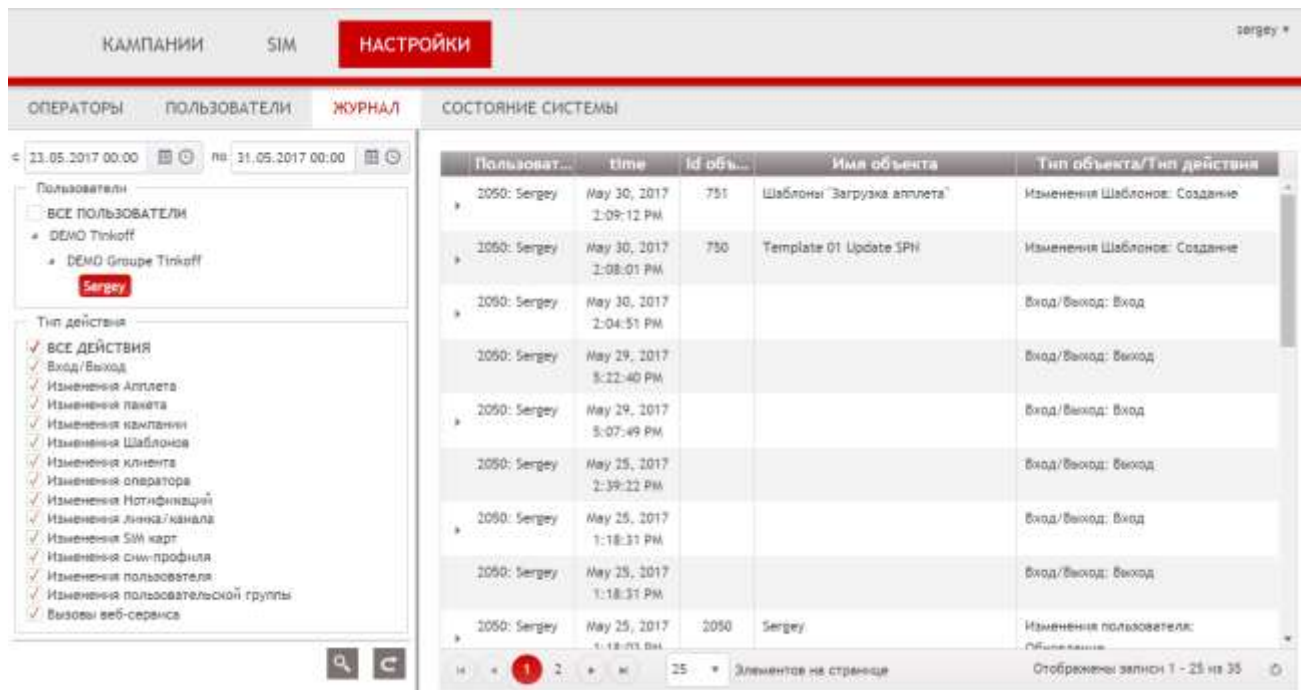 КАМПАНИИ SIM НАСТРОЙКИ sergey
ОПЕРАТОРЫ ПОЛЬЗОВАТЕЛИ ЖУРНАЛ СОСТОЯНИЕ СИСТЕМЫ
с 23.05.2017 00:00 по 31.05.2017 00:00
Пользователи
ВСЕ ПОЛЬЗОВАТЕЛИ
DEMO Tinkoff
DEMO Groupe Tinkoff
Sergey
Тип действия
ВСЕ ДЕЙСТВИЯ
Вход/Выход
Изменения Апплета
Изменения пакета
Изменения кампании
Изменения Шаблонов
Изменения клиента
Изменения оператора
Изменения Нотификаций
Изменения линка/канала
Изменения SIM карт
Изменения сим-профиля
Изменения пользователя
Изменения пользовательской группы
Вызовы веб-сервиса
Пользоват... time Id объ... Имя объекта Тип объекта/Тип действия
2050: Sergey May 30, 2017 751 Шаблоны "Загрузка апплета" Изменения Шаблонов: Создание
2:09:12 PM
2050: Sergey May 30, 2017 750 Template 01 Update SPN Изменения Шаблонов: Создание
2:08:01 PM
2050: Sergey May 30, 2017 Вход/Выход: Вход
2:04:51 PM
2050: Sergey May 29, 2017 Вход/Выход: Выход
5:22:40 PM
2050: Sergey May 29, 2017 Вход/Выход: Вход
5:07:49 PM
2050: Sergey May 25, 2017 Вход/Выход: Выход
2:39:22 PM
2050: Sergey May 25, 2017 Вход/Выход: Вход
1:18:31 PM
2050: Sergey May 25, 2017 Вход/Выход: Выход
1:18:31 PM
2050: Sergey May 25, 2017 2050 Sergey Изменения пользователя:
1:18:03 PM Обновление
1 2 25 Элементов на странице Отображены записи 1 - 25 из 35